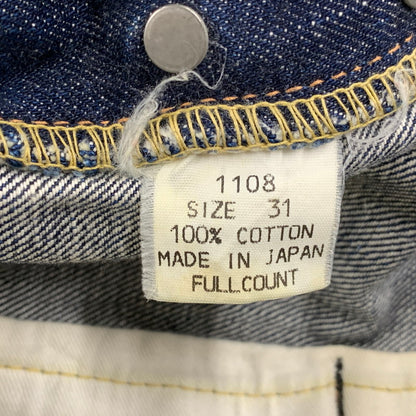 1108
SIZE 31
100% COTTON
MADE IN JAPAN
FULLCOUNT